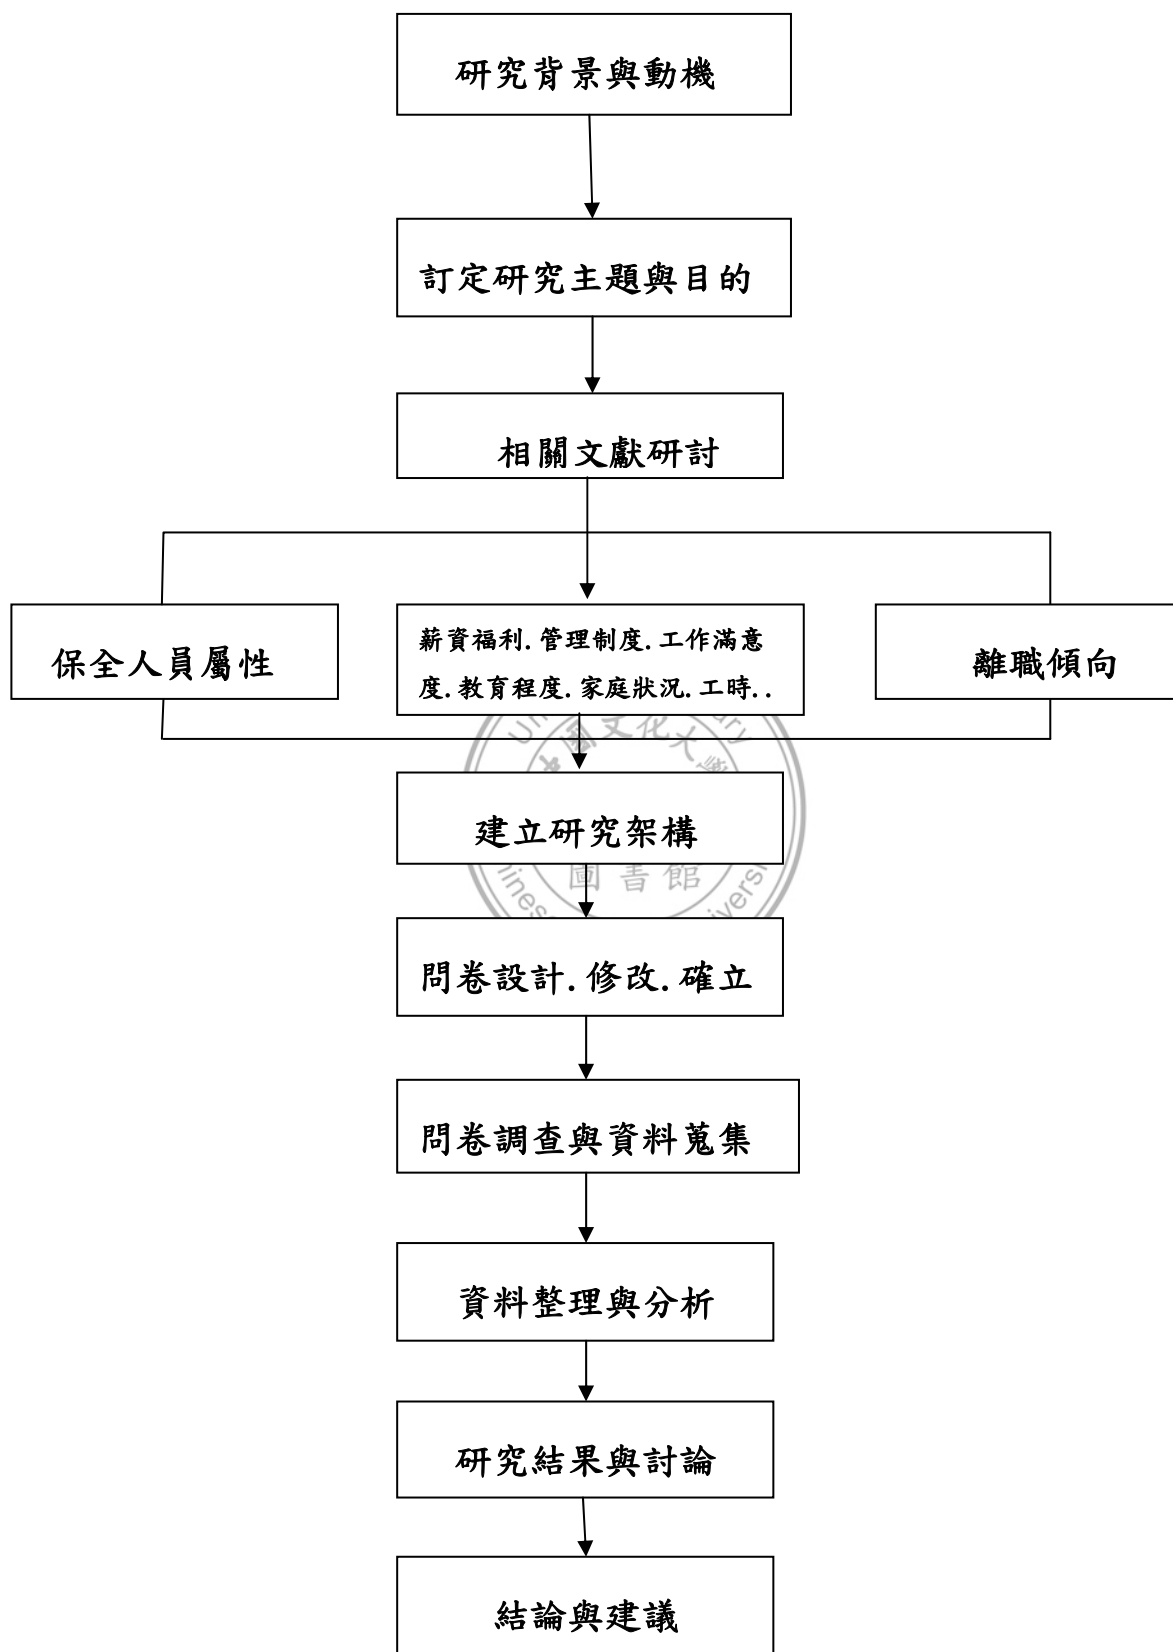 研究背景與動機
訂定研究主題與目的
相關文獻研討
保全人員屬性
薪資福利.管理制度.工作滿意
度.教育程度.家庭狀況.工時..
離職傾向
建立研究架構
圖書館
問卷設計.修改.確立
問卷調查與資料蒐集
資料整理與分析
研究結果與討論
結論與建議